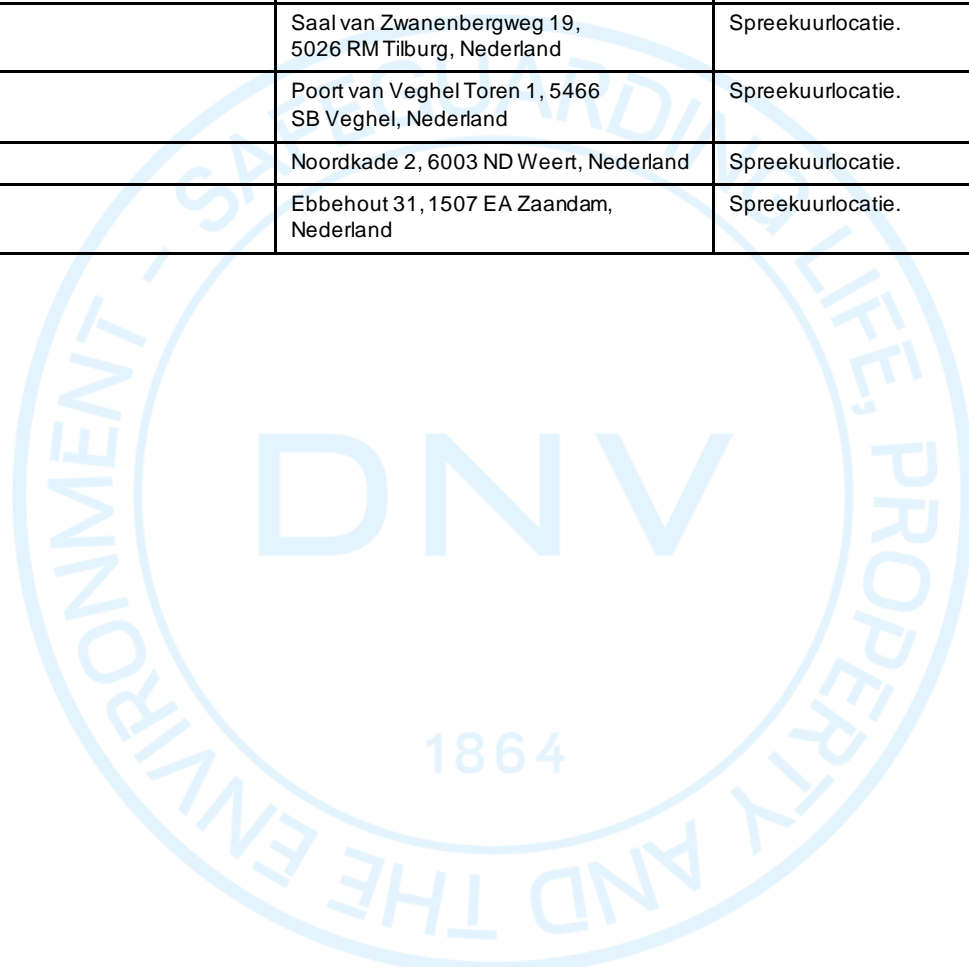 Saal van Zwanenbergweg 19,
5026 RM Tilburg, Nederland
Spreekuurlocatie.
Poort van Veghel Toren 1, 5466
SB Veghel, Nederland
Spreekuurlocatie.
Noordkade 2, 6003 ND Weert, Nederland
Spreekuurlocatie.
Ebbehout 31, 1507 EA Zaandam,
Nederland
Spreekuurlocatie.
SAFEGUARDING LIFE, PROPERTY AND THE ENVIRONMENT -
DNV
1864